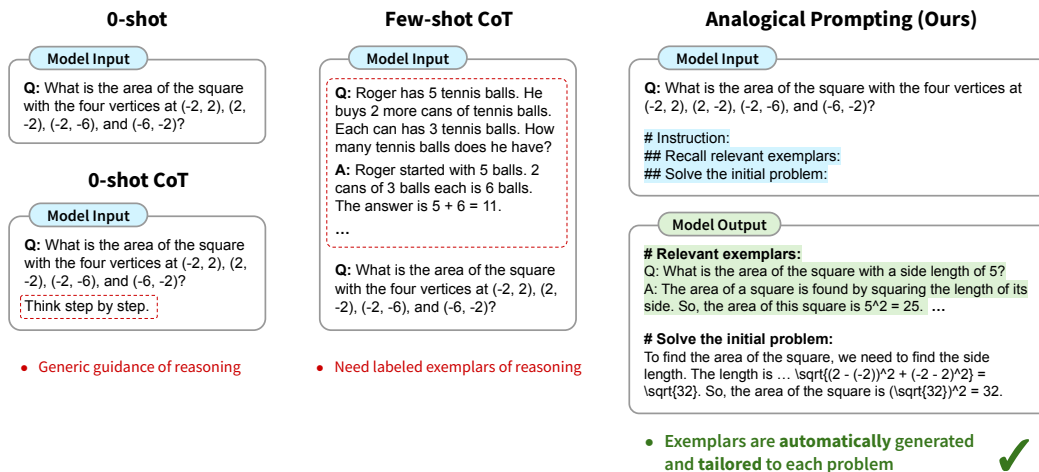 0-shot
Model Input
Q: What is the area of the square
with the four vertices at (-2, 2), (2,
-2), (-2, -6), and (-6, -2)?
0-shot CoT
Model Input
Q: What is the area of the square
with the four vertices at (-2, 2), (2,
-2), (-2, -6), and (-6, -2)?
Think step by step.
• Generic guidance of reasoning
Few-shot CoT
Model Input
Q: Roger has 5 tennis balls. He
buys 2 more cans of tennis balls.
Each can has 3 tennis balls. How
many tennis balls does he have?
A: Roger started with 5 balls. 2
cans of 3 balls each is 6 balls.
The answer is 5 + 6 = 11.
...
Q: What is the area of the square
with the four vertices at (-2, 2), (2,
-2), (-2, -6), and (-6, -2)?
• Need labeled exemplars of reasoning
Analogical Prompting (Ours)
Model Input
Q: What is the area of the square with the four vertices at
(-2, 2), (2, -2), (-2, -6), and (-6, -2)?
# Instruction:
## Recall relevant exemplars:
## Solve the initial problem:
Model Output
# Relevant exemplars:
Q: What is the area of the square with a side length of 5?
A: The area of a square is found by squaring the length of its
side. So, the area of this square is 5^2 = 25. ...
# Solve the initial problem:
To find the area of the square, we need to find the side
length. The length is ... \sqrt{(2 - (-2))^2 + (-2 - 2)^2} =
\sqrt{32}. So, the area of the square is (\sqrt{32})^2 = 32.
• Exemplars are automatically generated
and tailored to each problem